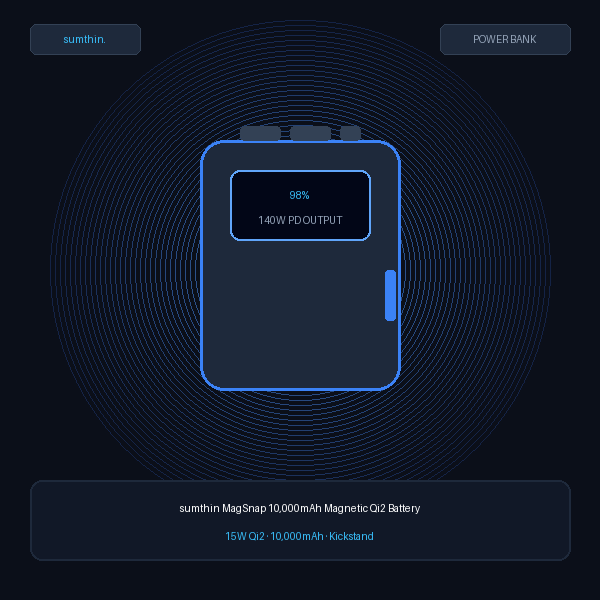 sumthin.
POWER BANK
98%
140W PD OUTPUT
sumthin MagSnap 10,000mAh Magnetic Qi2 Battery
15W Qi2 · 10,000mAh · Kickstand